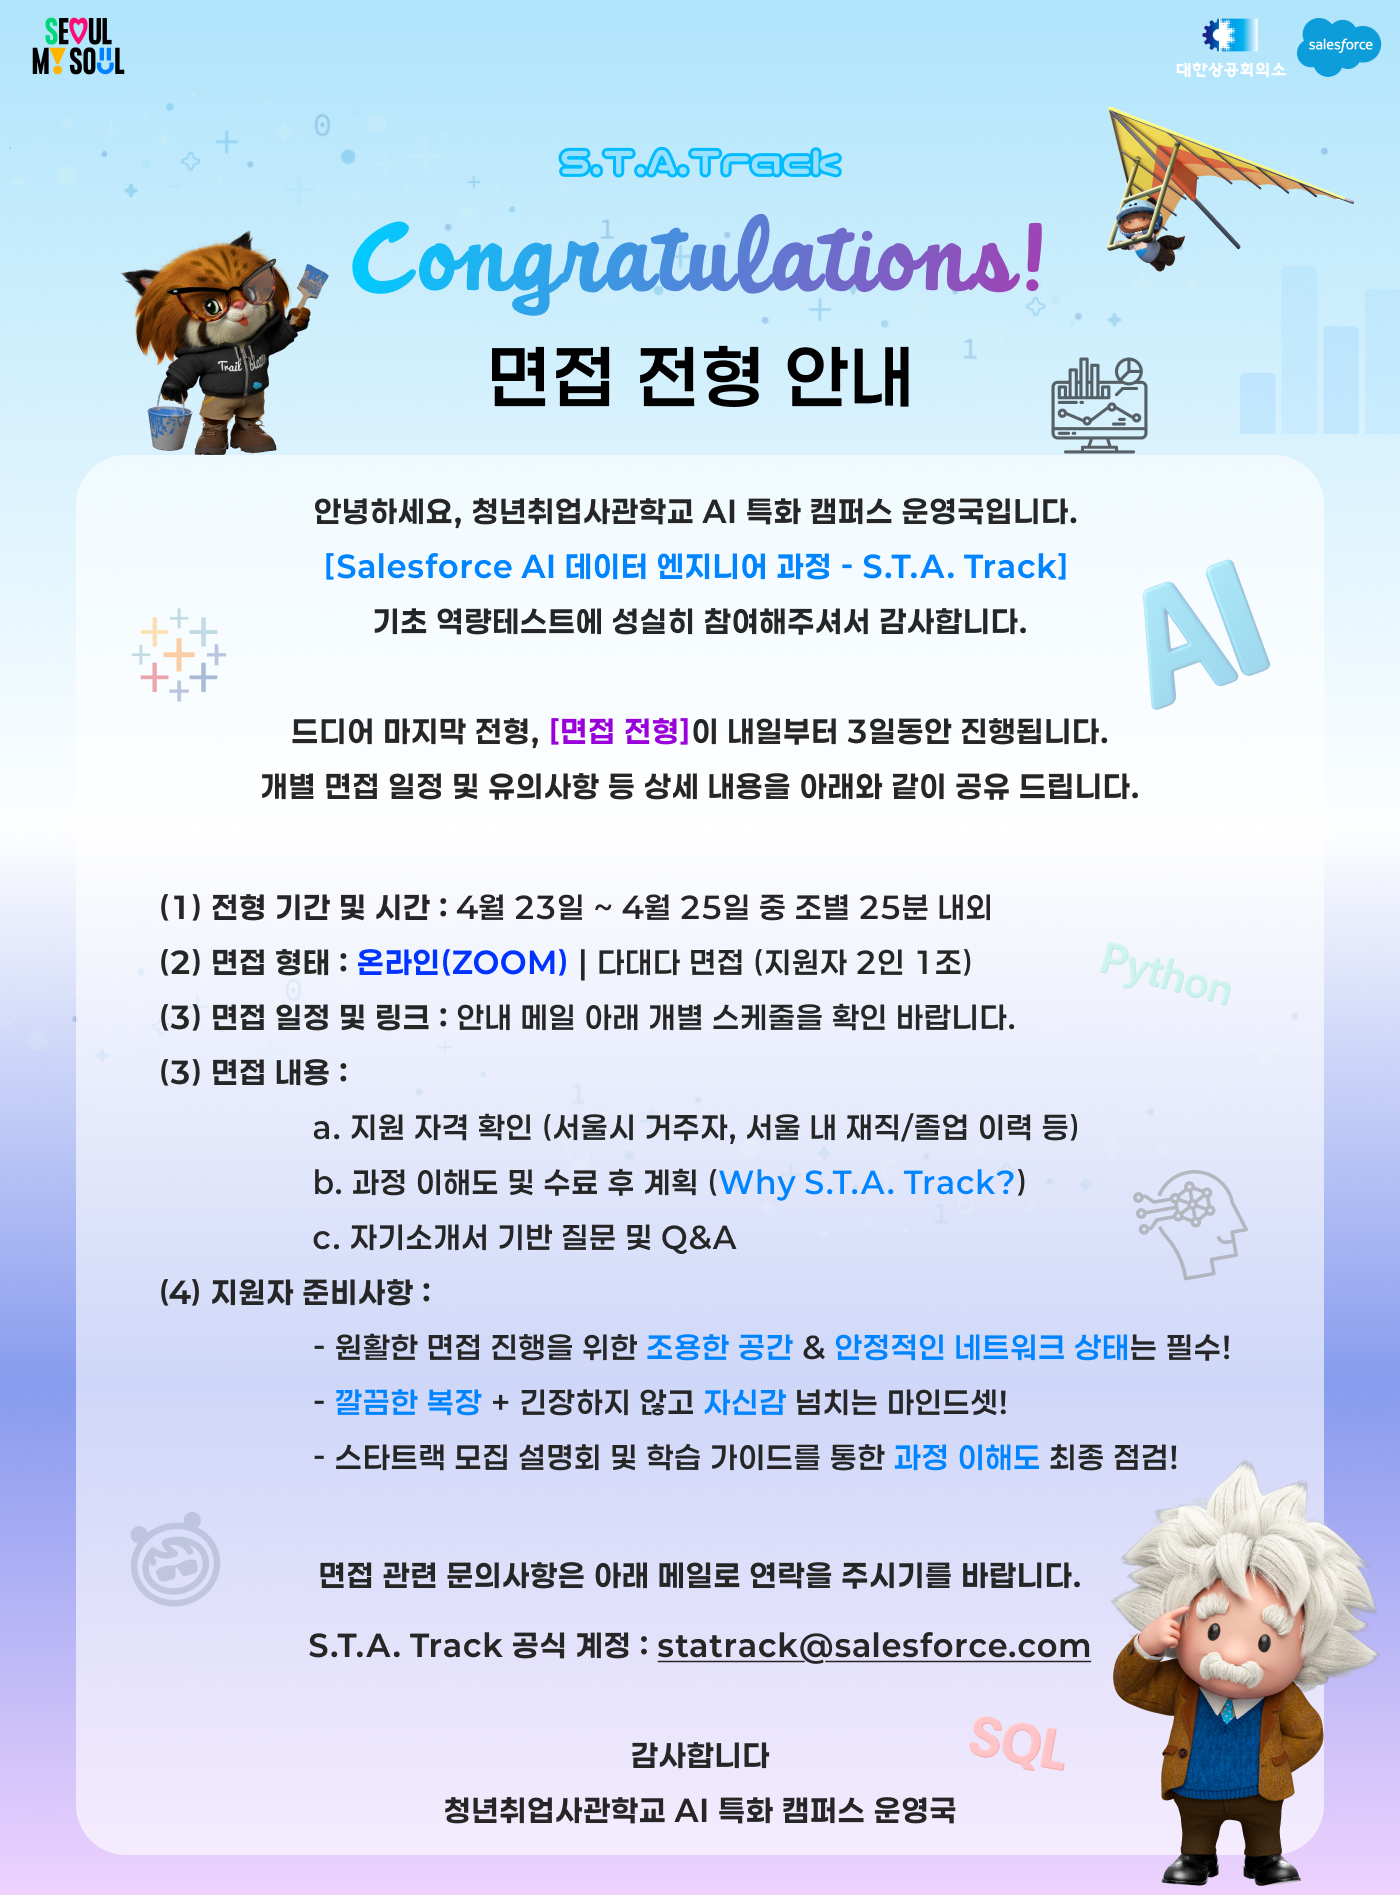 SEOUL
MY SOUL
대한상공회의소
salesforce
0
S.T.A.Track
1
Congratulations!
1
면접 전형 안내
Trail
안녕하세요, 청년취업사관학교 AI 특화 캠퍼스 운영국입니다.
[Salesforce AI 데이터 엔지니어 과정 - S.T.A. Track]
기초 역량테스트에 성실히 참여해주셔서 감사합니다.
AI
드디어 마지막 전형, [면접 전형]이 내일부터 3일동안 진행됩니다.
개별 면접 일정 및 유의사항 등 상세 내용을 아래와 같이 공유 드립니다.
(1) 전형 기간 및 시간 : 4월 23일 ~ 4월 25일 중 조별 25분 내외
(2) 면접 형태 : 온라인(ZOOM) | 다대다 면접 (지원자 2인 1조)
Python
0
(3) 면접 일정 및 링크 : 안내 메일 아래 개별 스케줄을 확인 바랍니다.
(3) 면접 내용 :
1
a. 지원 자격 확인 (서울시 거주자, 서울 내 재직/졸업 이력 등)
b. 과정 이해도 및 수료 후 계획 (Why S.T.A. Track?)
1
0
c. 자기소개서 기반 질문 및 Q&A
(4) 지원자 준비사항 :
- 원활한 면접 진행을 위한 조용한 공간 & 안정적인 네트워크 상태는 필수!
- 깔끔한 복장 + 긴장하지 않고 자신감 넘치는 마인드셋!
- 스타트랙 모집 설명회 및 학습 가이드를 통한 과정 이해도 최종 점검!
면접 관련 문의사항은 아래 메일로 연락을 주시기를 바랍니다.
S.T.A. Track 공식 계정 : statrack@salesforce.com
SQL
감사합니다
청년취업사관학교 AI 특화 캠퍼스 운영국